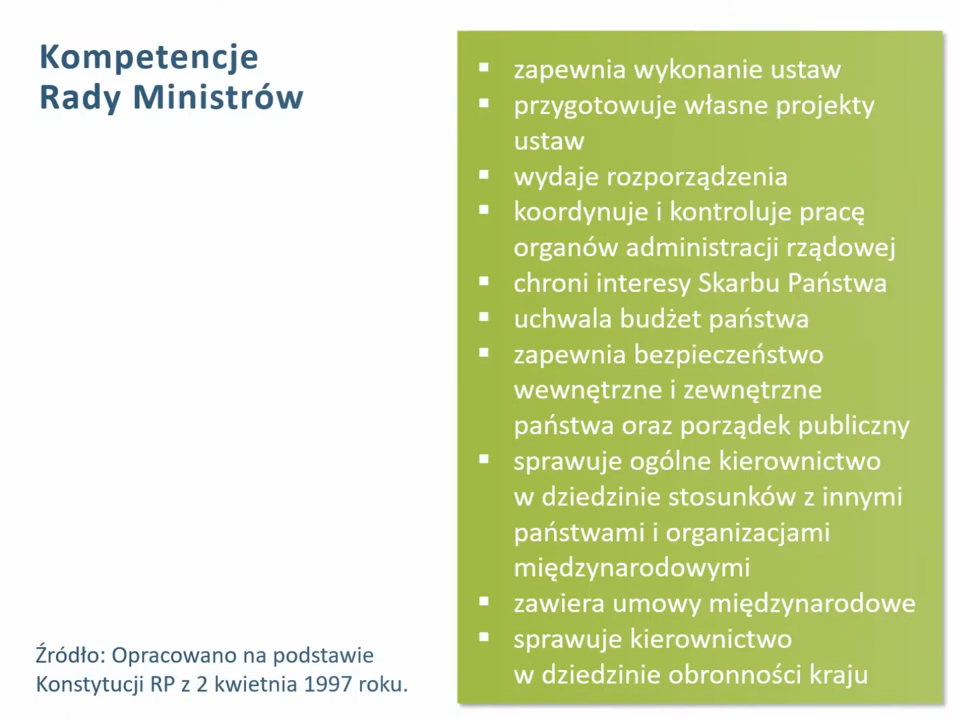 Kompetencje
Rady Ministrów
▪ zapewnia wykonanie ustaw
▪ przygotowuje własne projekty
ustaw
▪ wydaje rozporządzenia
▪ koordynuje i kontroluje pracę
organów administracji rządowej
▪ chroni interesy Skarbu Państwa
▪ uchwala budżet państwa
▪ zapewnia bezpieczeństwo
wewnętrzne i zewnętrzne
państwa oraz porządek publiczny
▪ sprawuje ogólne kierownictwo
w dziedzinie stosunków z innymi
państwami i organizacjami
międzynarodowymi
▪ zawiera umowy międzynarodowe
▪ sprawuje kierownictwo
w dziedzinie obronności kraju
Źródło: Opracowano na podstawie
Konstytucji RP z 2 kwietnia 1997 roku.